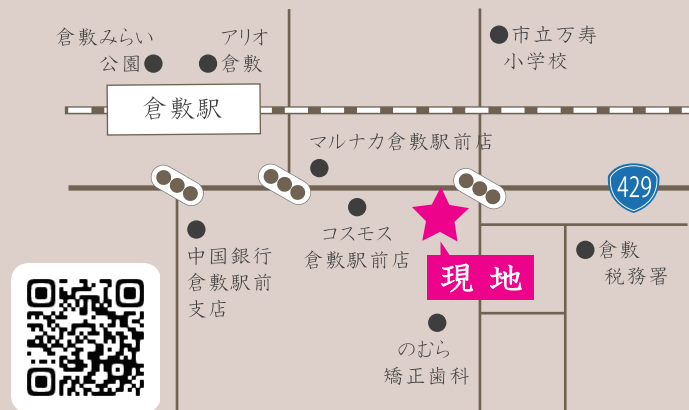 倉敷みらい
公園
アリオ
倉敷
市立万寿
小学校
倉敷駅
マルナカ倉敷駅前店
429
コスモス
倉敷駅前店
中国銀行
倉敷駅前
支店
現地
倉敷
税務署
のむら
矯正歯科